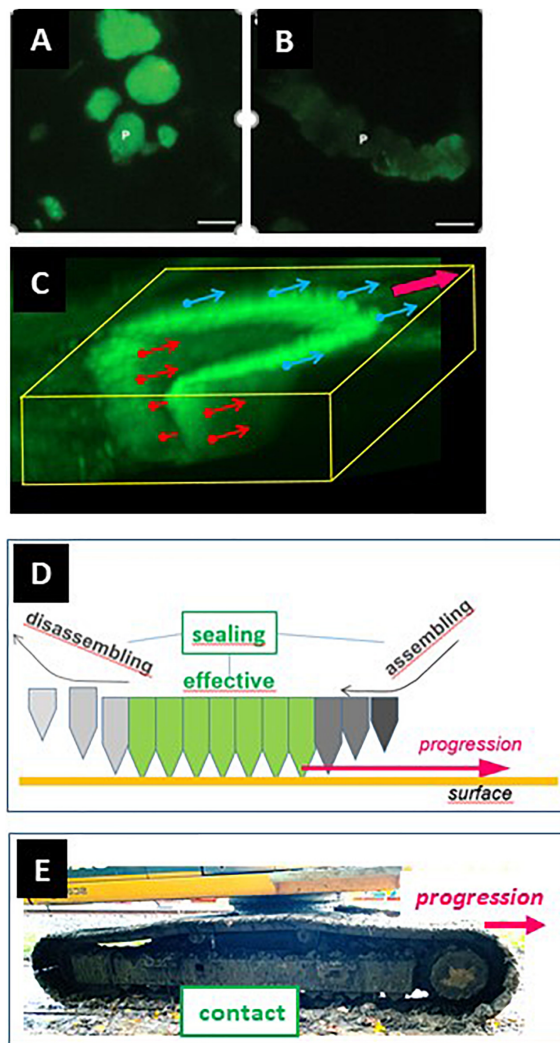 A
P
B
P
C
D
disassembling
sealing
effective
assembling
progression
surface
E
progression
contact